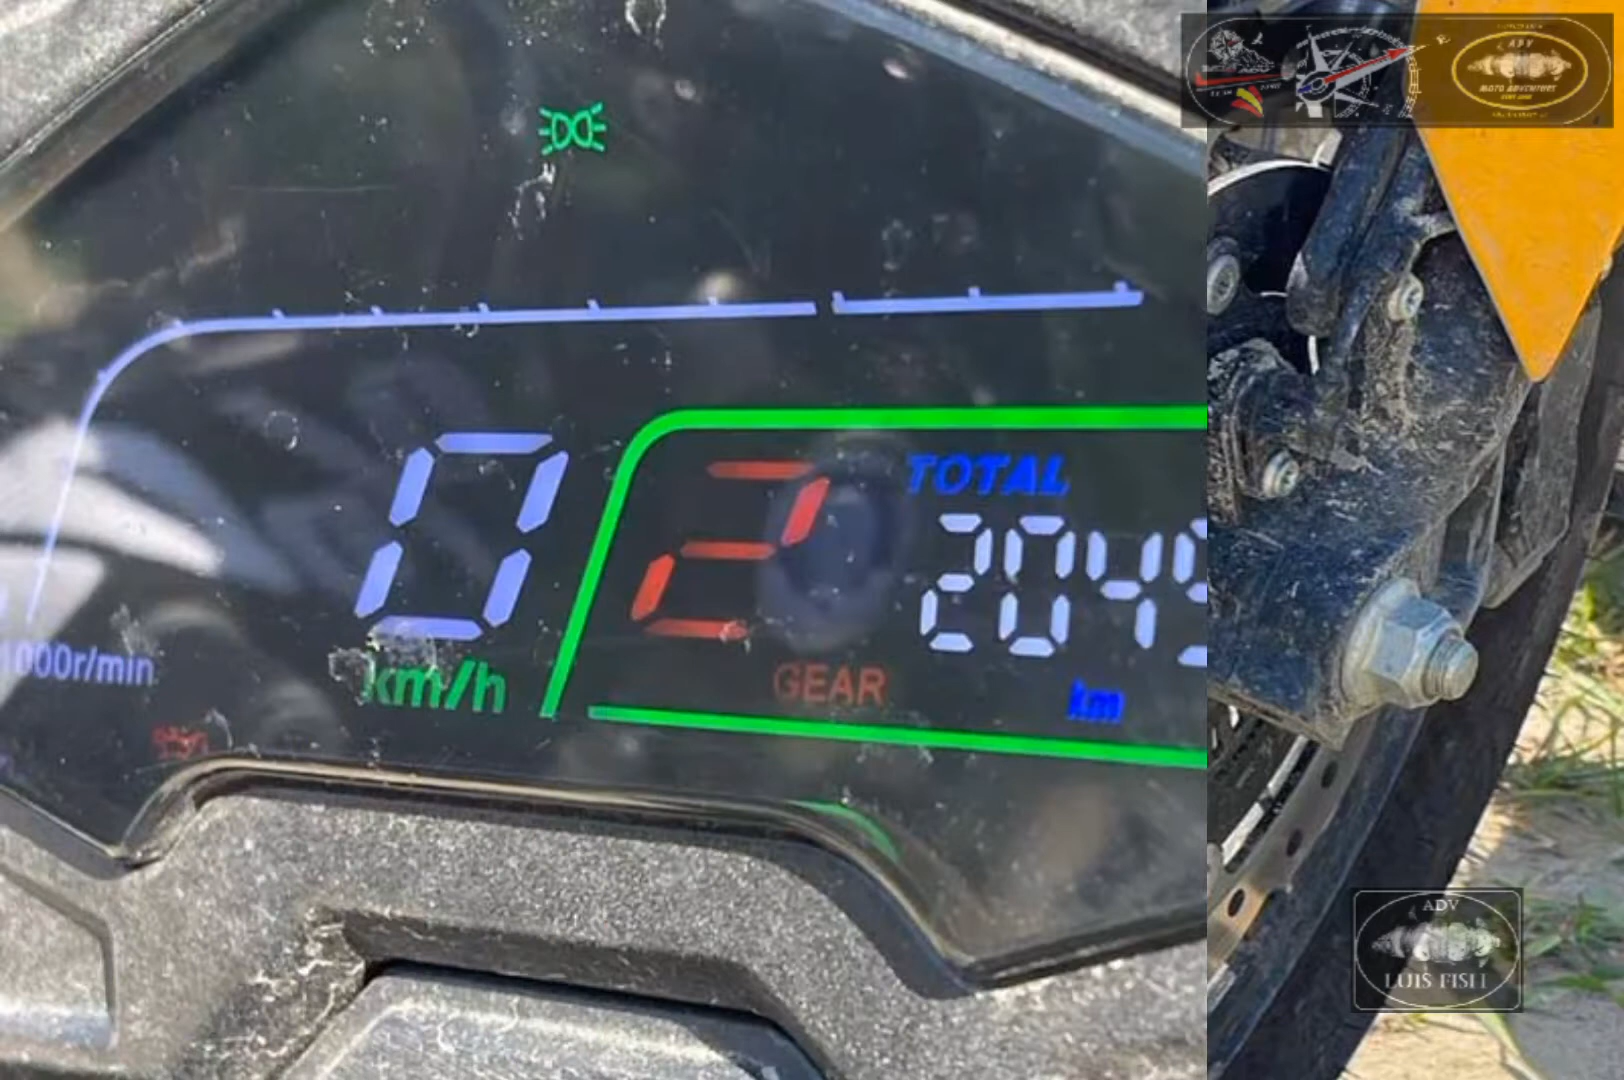 ADV
MOTO ADVENTURE
TOTAL
0
2
204
1000r/min
km/h
GEAR
km
ADV
LUIS FISH